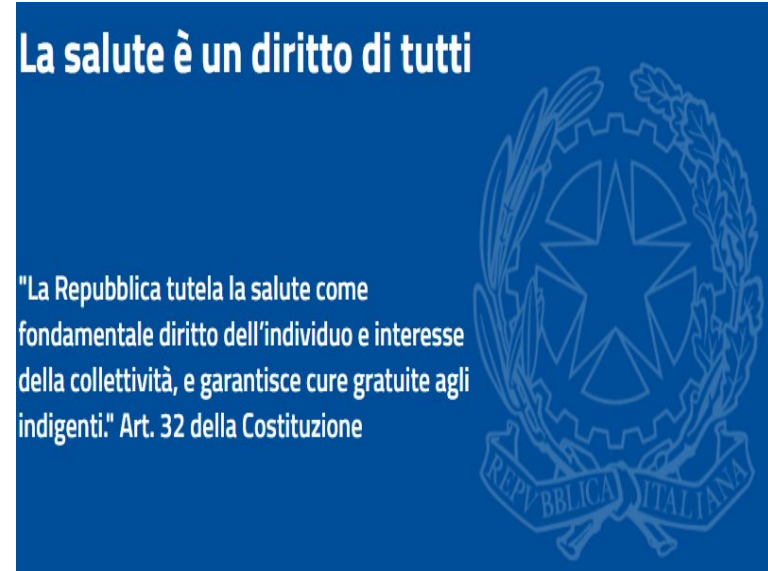 La salute è un diritto di tutti
"La Repubblica tutela la salute come
fondamentale diritto dell’individuo e interesse
della collettività, e garantisce cure gratuite agli
indigenti." Art. 32 della Costituzione
REPVBBLICA ITALIANA